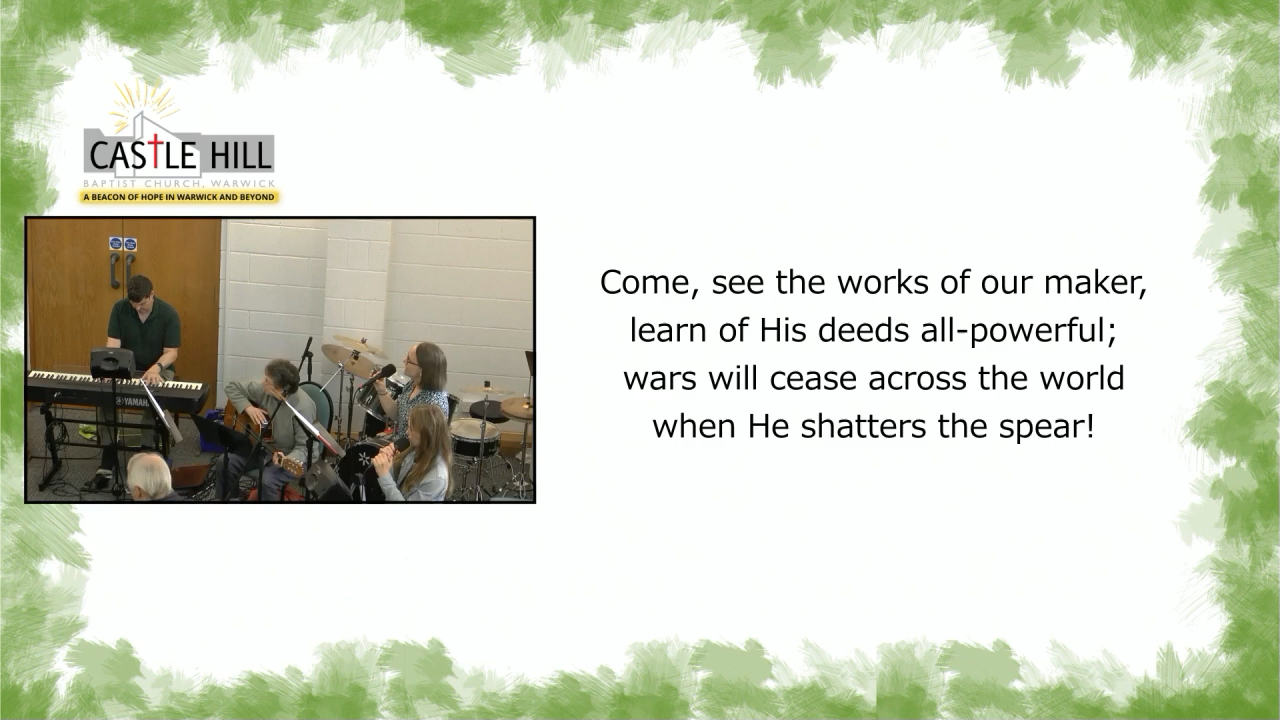 CASTLE HILL
BAPTIST CHURCH, WARWICK
A BEACON OF HOPE IN WARWICK AND BEYOND
YAMAHA
Come, see the works of our maker,
learn of His deeds all-powerful;
wars will cease across the world
when He shatters the spear!